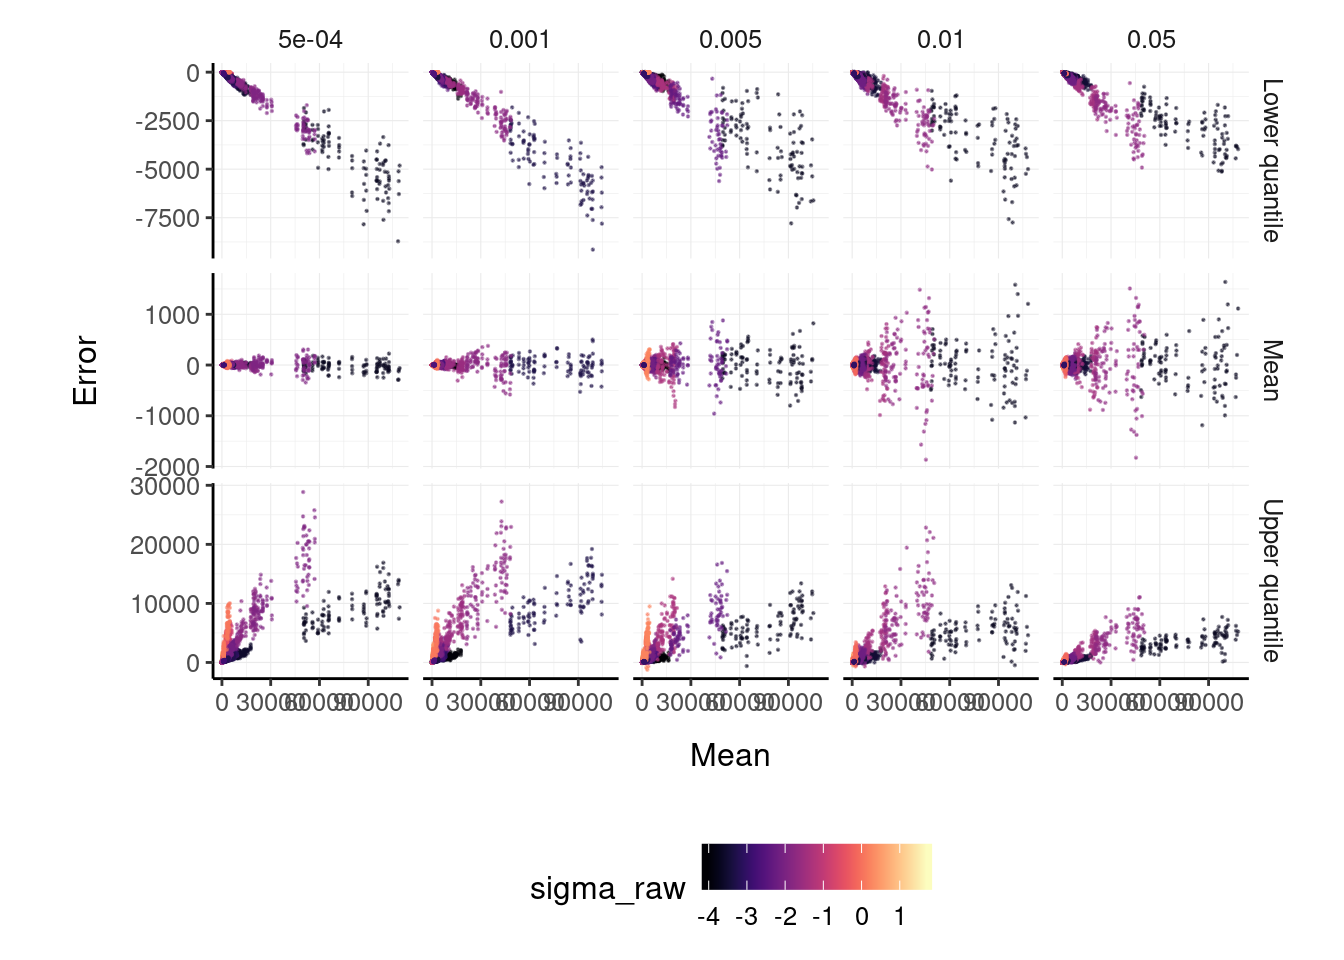 5e-04 0.001 0.005 0.01 0.05
0
-2500
-5000
-7500
Lower quantile
1000
0
-1000
-2000
Mean
30000
20000
10000
0
Upper quantile
Error
0 30000 60000 90000 0 30000 60000 90000 0 30000 60000 90000 0 30000 60000 90000 0 30000 60000 90000
Mean
sigma_raw
-4 -3 -2 -1 0 1